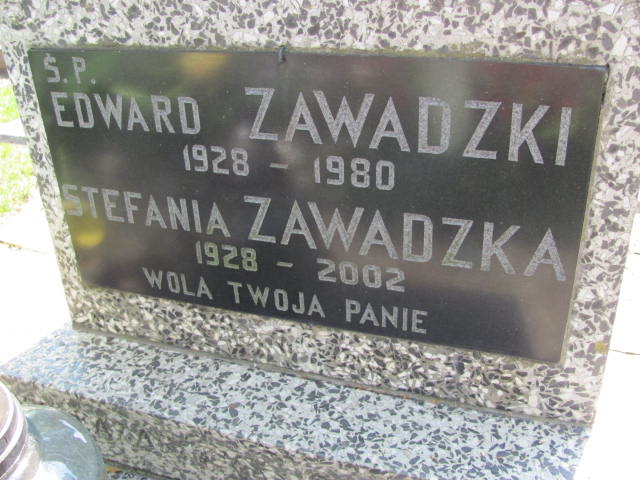 Ś.P.
EDWARD ZAWADZKI
1928 - 1980
STEFANIA ZAWADZKA
1928 - 2002
WOLA TWOJA PANIE